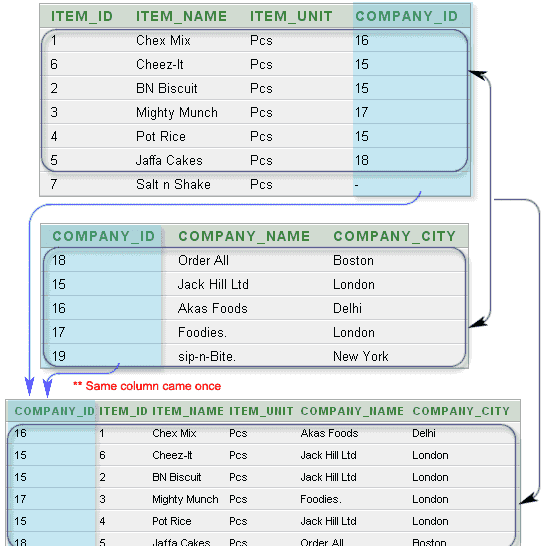 ITEM_ID ITEM_NAME ITEM_UNIT COMPANY_ID
1 Chex Mix Pcs 16
6 Cheez-It Pcs 15
2 BN Biscuit Pcs 15
3 Mighty Munch Pcs 17
4 Pot Rice Pcs 15
5 Jaffa Cakes Pcs 18
7 Salt n Shake Pcs -
COMPANY_ID COMPANY_NAME COMPANY_CITY
18 Order All Boston
15 Jack Hill Ltd London
16 Akas Foods Delhi
17 Foodies. London
19 sip-n-Bite. New York
** Same column came once
COMPANY_ID ITEM_ID ITEM_NAME ITEM_UNIT COMPANY_NAME COMPANY_CITY
16 1 Chex Mix Pcs Akas Foods Delhi
15 6 Cheez-It Pcs Jack Hill Ltd London
15 2 BN Biscuit Pcs Jack Hill Ltd London
17 3 Mighty Munch Pcs Foodies. London
15 4 Pot Rice Pcs Jack Hill Ltd London
18 5 Jaffa Cakes Pcs Order All Boston